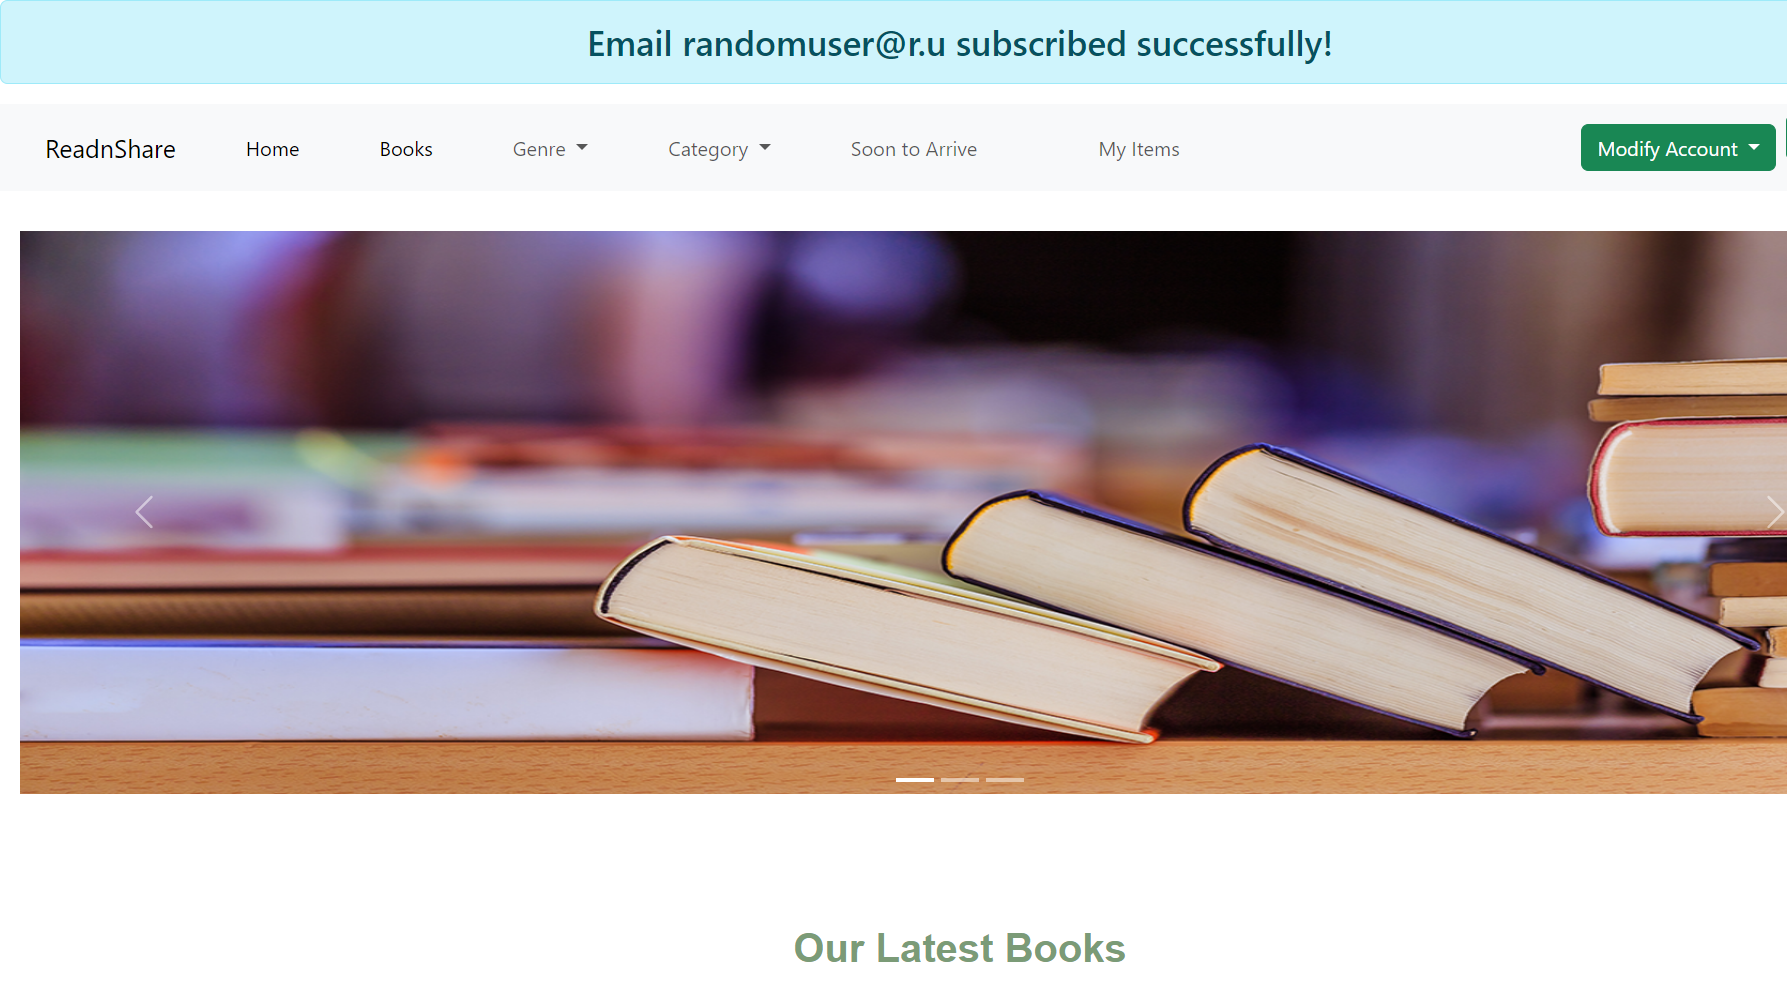 Email randomuser@r.u subscribed successfully!
ReadnShare Home Books Genre Category Soon to Arrive My Items Modify Account
Our Latest Books